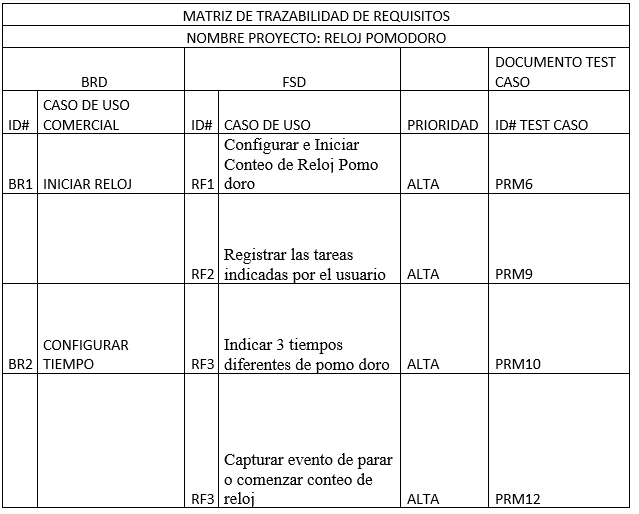 MATRIZ DE TRAZABILIDAD DE REQUISITOS
NOMBRE PROYECTO: RELOJ POMODORO
BRD FSD DOCUMENTO TEST
CASO
ID# CASO DE USO
COMERCIAL ID# CASO DE USO PRIORIDAD ID# TEST CASO
BR1 INICIAR RELOJ RF1 Configurar e Iniciar
Conteo de Reloj Pomo
doro ALTA PRM6
RF2 Registrar las tareas
indicadas por el usuario ALTA PRM9
BR2 CONFIGURAR
TIEMPO RF3 Indicar 3 tiempos
diferentes de pomo doro ALTA PRM10
RF3 Capturar evento de parar
o comenzar conteo de
reloj ALTA PRM12